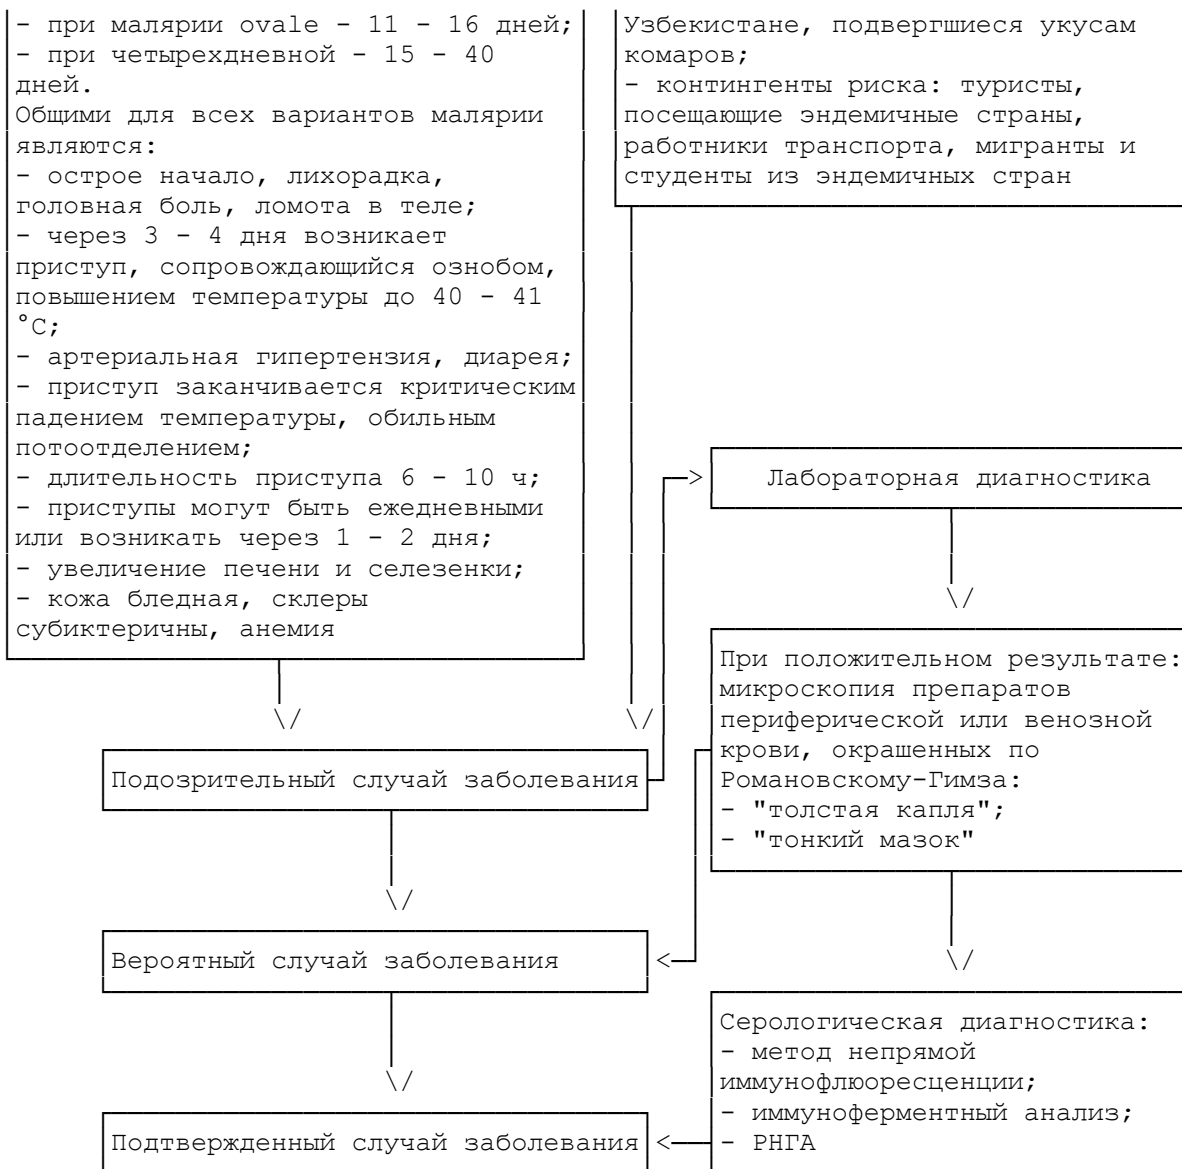 - при малярии ovale - 11 - 16 дней;
- при четырехдневной - 15 - 40
дней.
Общими для всех вариантов малярии
являются:
- острое начало, лихорадка,
головная боль, ломота в теле;
- через 3 - 4 дня возникает
приступ, сопровождающийся ознобом,
повышением температуры до 40 - 41
°C;
- артериальная гипертензия, диарея;
- приступ заканчивается критическим
падением температуры, обильным
потоотделением;
- длительность приступа 6 - 10 ч;
- приступы могут быть ежедневными
или возникать через 1 - 2 дня;
- увеличение печени и селезенки;
- кожа бледная, склеры
субиктеричны, анемия
Узбекистане, подвергшиеся укусам
комаров;
- контингенты риска: туристы,
посещающие эндемичные страны,
работники транспорта, мигранты и
студенты из эндемичных стран
Лабораторная диагностика
При положительном результате:
микроскопия препаратов
периферической или венозной
крови, окрашенных по
Романовскому-Гимза:
- "толстая капля";
- "тонкий мазок"
Подозрительный случай заболевания
Вероятный случай заболевания
Серологическая диагностика:
- метод непрямой
иммунофлюоресценции;
- иммуноферментный анализ;
- РНГА
Подтвержденный случай заболевания